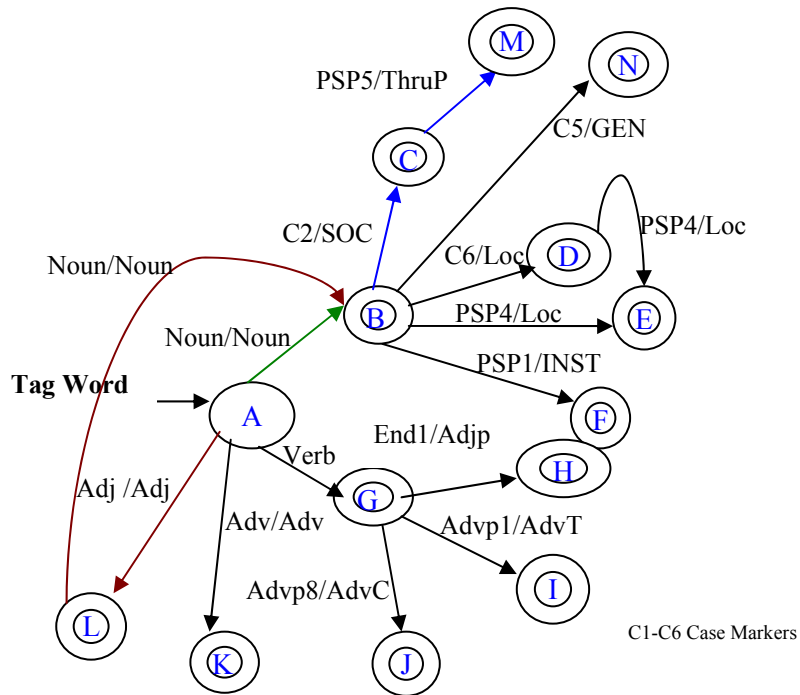 M
N
PSP5/ThruP
C5/GEN
C
C2/SOC
PSP4/Loc
D
C6/Loc
Noun/Noun
B
E
PSP4/Loc
Noun/Noun
PSP1/INST
Tag Word
A
F
End1/Adjp
Verb
H
Adj /Adj
G
Adv/Adv
Advp1/AdvT
Advp8/AdvC
I
L
C1-C6 Case Markers
K
J